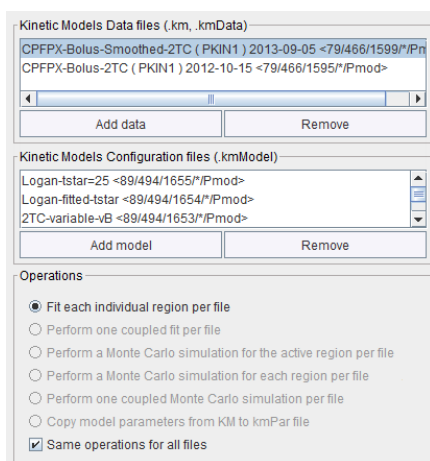 Kinetic Models Data files (.km, .kmData)
CPFPX-Bolus-Smoothed-2TC ( PKIN1 ) 2013-09-05 <79/466/1599/*/Pm
CPFPX-Bolus-2TC ( PKIN1 ) 2012-10-15 <79/466/1595/*/Pmod>
Add data
Remove
Kinetic Models Configuration files (.kmModel)
Logan-tstar=25 <89/494/1655/*/Pmod>
Logan-fitted-tstar <89/494/1654/*/Pmod>
2TC-variable-vB <89/494/1653/*/Pmod>
Add model
Remove
Operations
Fit each individual region per file
Perform one coupled fit per file
Perform a Monte Carlo simulation for the active region per file
Perform a Monte Carlo simulation for each region per file
Perform one coupled Monte Carlo simulation per file
Copy model parameters from KM to kmPar file
Same operations for all files